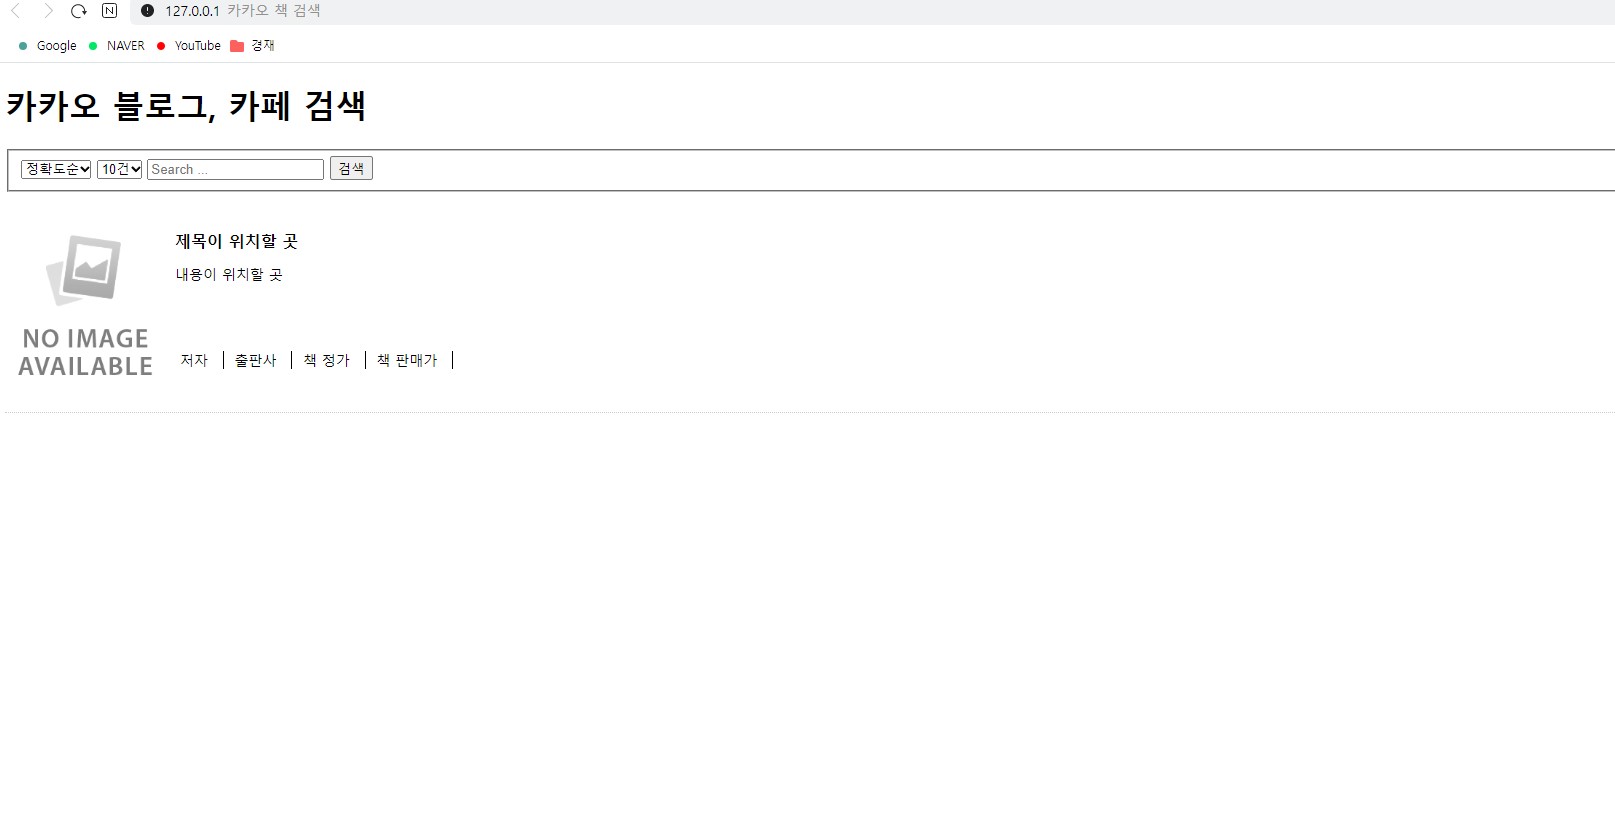 N 127.0.0.1 카카오 책 검색
Google NAVER YouTube 경재
카카오 블로그, 카페 검색
정확도순 10건 Search ... 검색
제목이 위치할 곳
내용이 위치할 곳
NO IMAGE
AVAILABLE
저자 출판사 책 정가 책 판매가